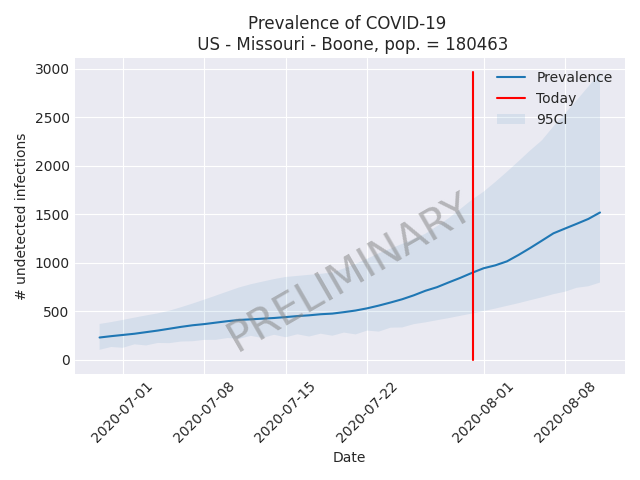 Prevalence of COVID-19
US - Missouri - Boone, pop. = 180463
# undetected infections
3000
2500
2000
1500
1000
500
0
Prevalence
Today
95CI
PRELIMINARY
2020-07-01
2020-07-08
2020-07-15
2020-07-22
2020-08-01
2020-08-08
Date